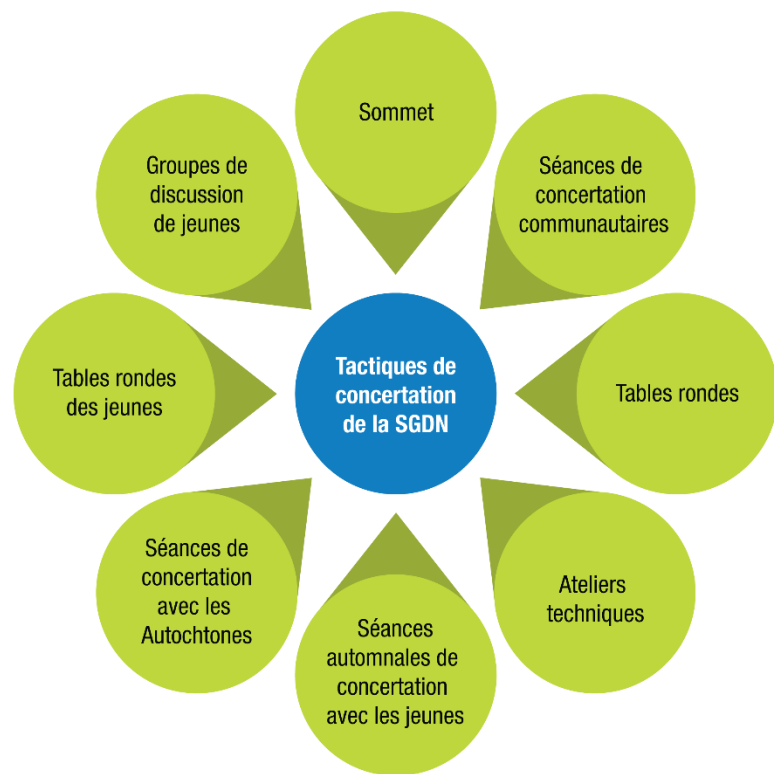 Sommet
Séances de
concertation
communautaires
Tables rondes
Ateliers
techniques
Séances
automnales de
concertation
avec les jeunes
Séances de
concertation
avec les
Autochtones
Tables rondes
des jeunes
Groupes de
discussion
de jeunes
Tactiques de
concertation
de la SGDN